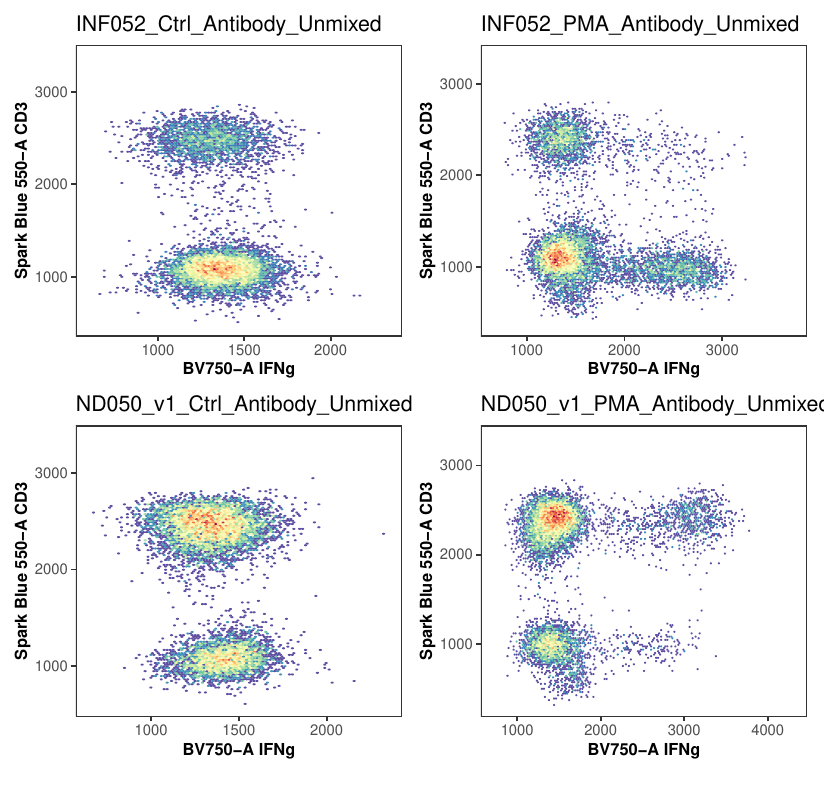 INF052_Ctrl_Antibody_Unmixed
3000
2000
1000
Spark Blue 550−A CD3
1000 1500 2000
BV750−A IFNg
INF052_PMA_Antibody_Unmixed
3000
2000
1000
Spark Blue 550−A CD3
1000 2000 3000
BV750−A IFNg
ND050_v1_Ctrl_Antibody_Unmixed
3000
2000
1000
Spark Blue 550−A CD3
1000 1500 2000
BV750−A IFNg
ND050_v1_PMA_Antibody_Unmixed
3000
2000
1000
Spark Blue 550−A CD3
1000 2000 3000 4000
BV750−A IFNg